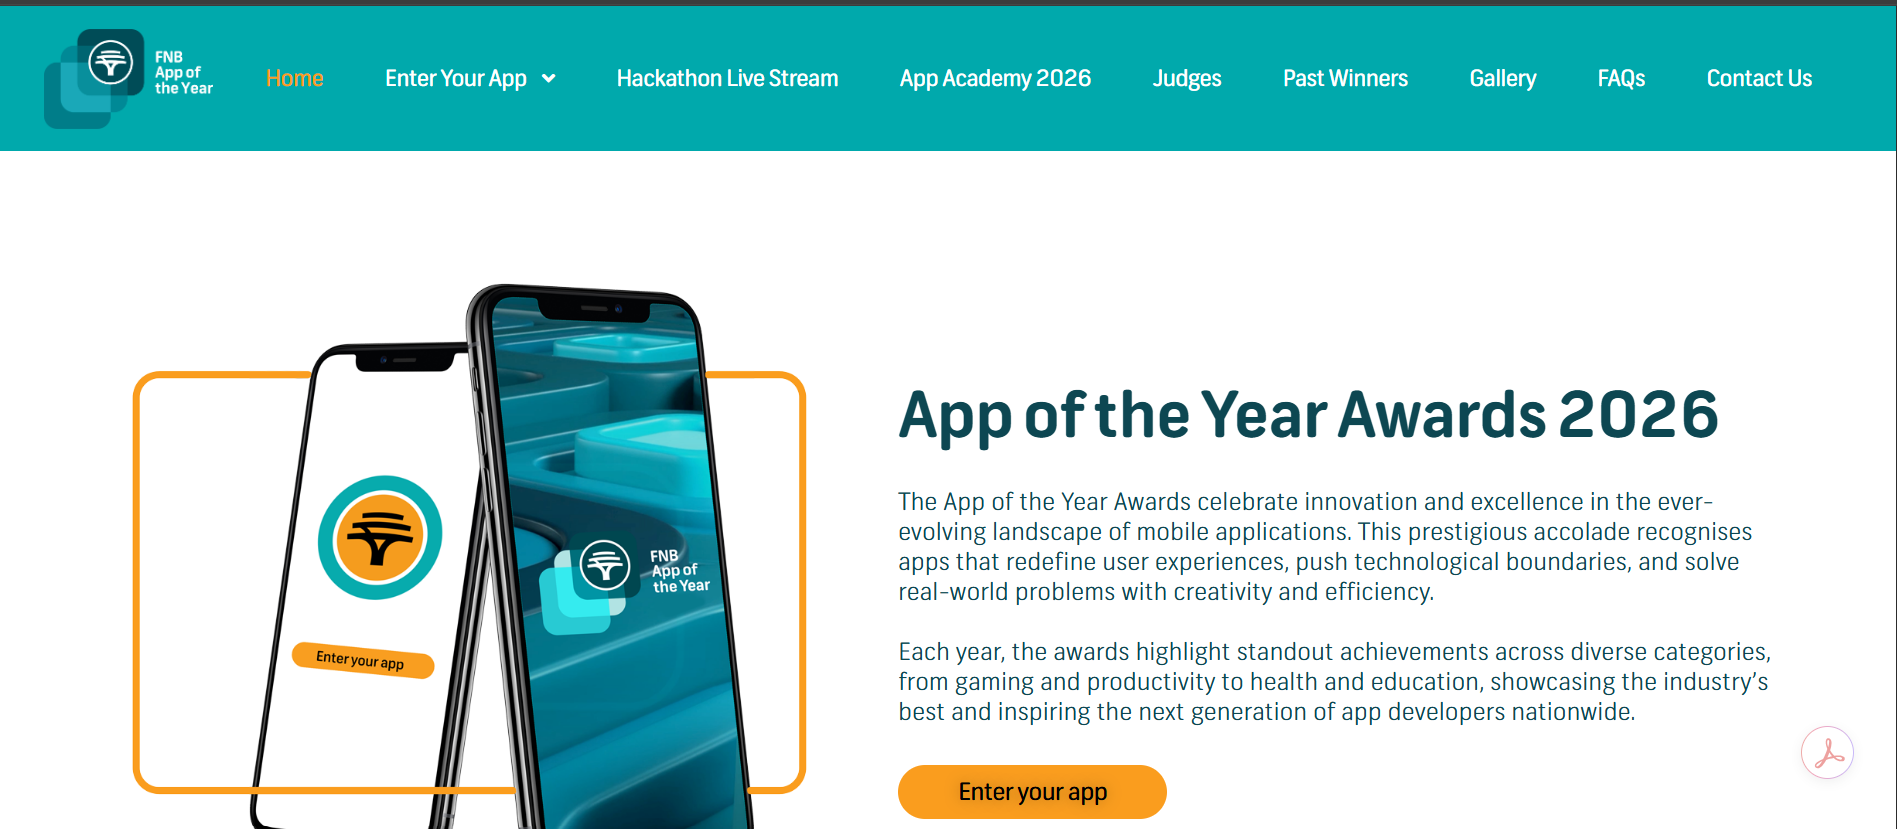 FNB
App of
the Year
Home
Enter Your App
Hackathon Live Stream
App Academy 2026
Judges
Past Winners
Gallery
FAQs
Contact Us
Enter your app
FNB
App of
the Year
App of the Year Awards 2026
The App of the Year Awards celebrate innovation and excellence in the ever-
evolving landscape of mobile applications. This prestigious accolade recognises
apps that redefine user experiences, push technological boundaries, and solve
real-world problems with creativity and efficiency.
Each year, the awards highlight standout achievements across diverse categories,
from gaming and productivity to health and education, showcasing the industry's
best and inspiring the next generation of app developers nationwide.
Enter your app